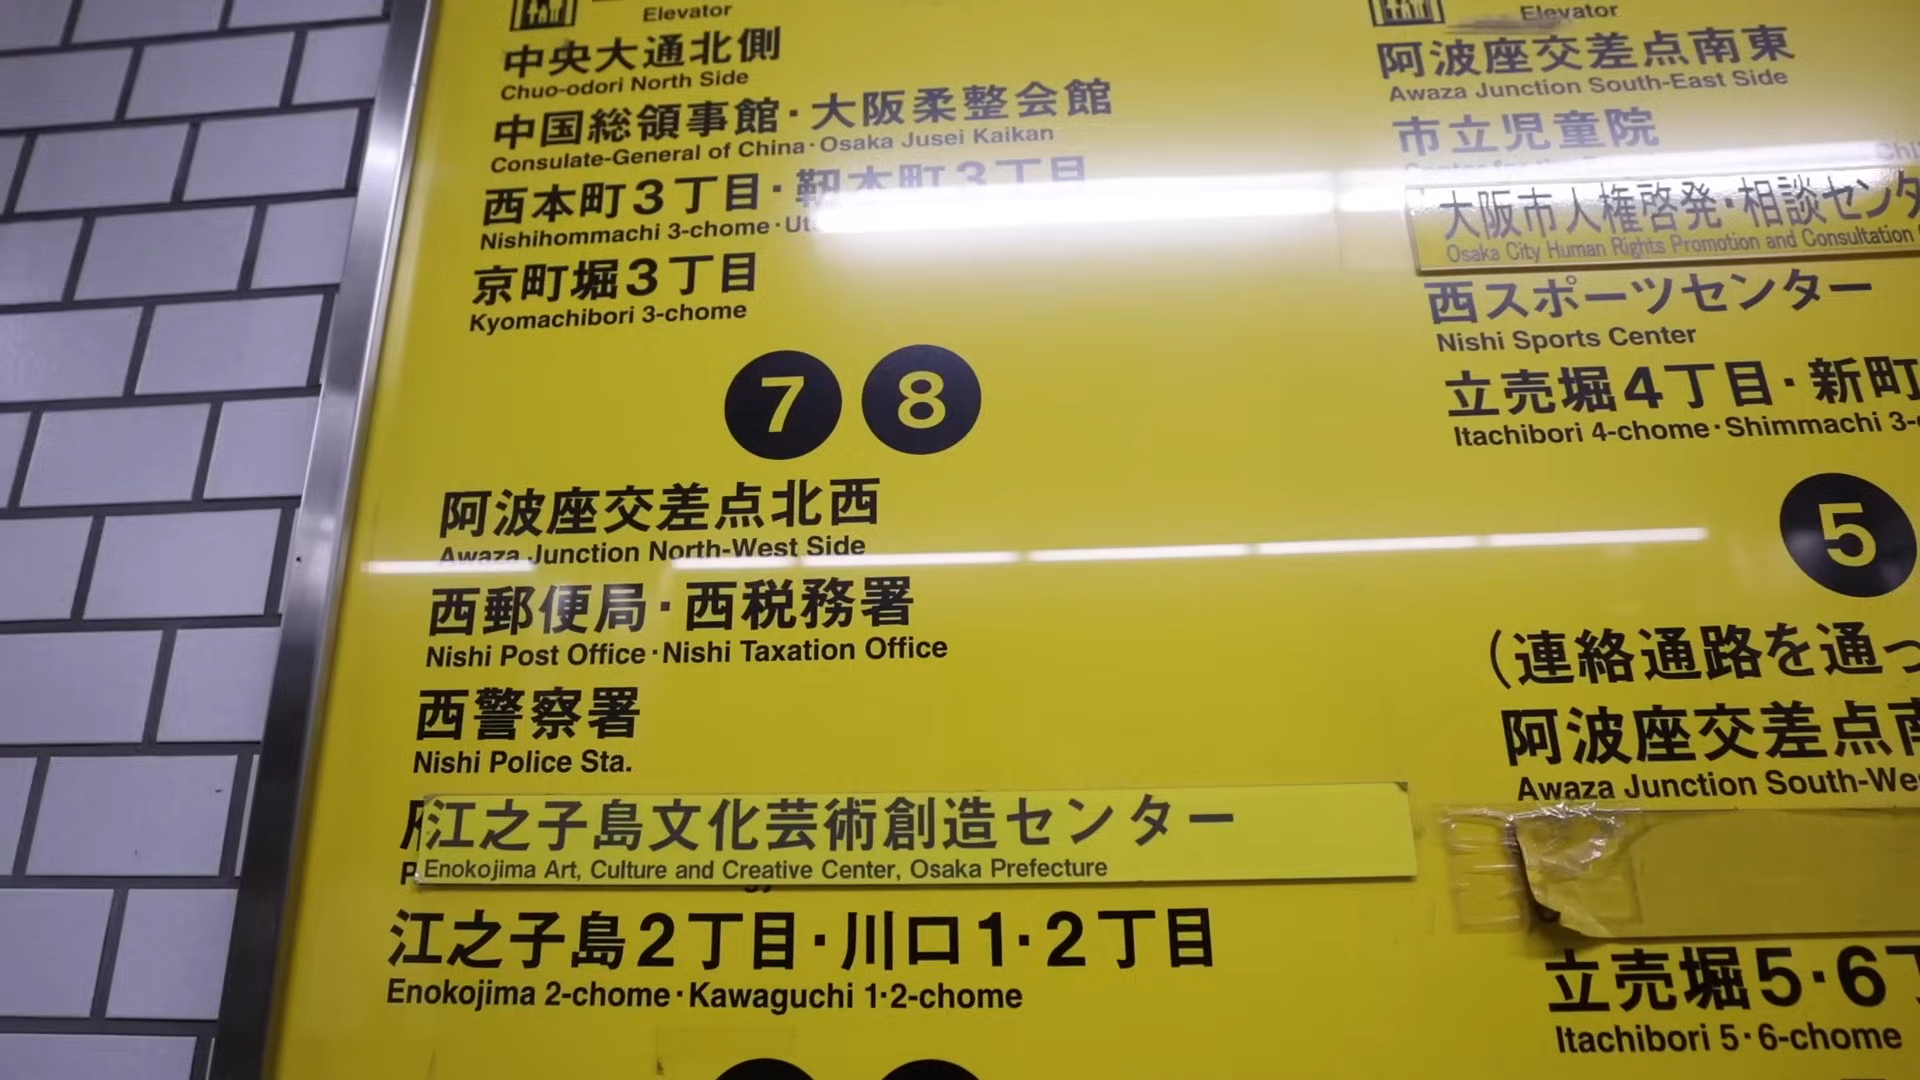 Elevator
中央大通北側
Chuo-odori North Side
中国総領事館・大阪柔整会館
Consulate-General of China・Osaka Jusei Kaikan
西本町3丁目・靭本町3丁目
Nishihommachi 3-chome・
京町堀3丁目
Kyomachibori 3-chome
7 8
阿波座交差点北西
Awaza Junction North-West Side
西郵便局・西税務署
Nishi Post Office・Nishi Taxation Office
西警察署
Nishi Police Sta.
江之子島文化芸術創造センター
Enokojima Art, Culture and Creative Center, Osaka Prefecture
江之子島2丁目・川口1・2丁目
Enokojima 2-chome・Kawaguchi 1・2-chome
Elevator
阿波座交差点南東
Awaza Junction South-East Side
市立児童院
大阪市人権啓発・相談センタ
Osaka City Human Rights Promotion and Consultation
西スポーツセンター
Nishi Sports Center
立売堀4丁目・新町
Itachibori 4-chome・Shimmachi 3-
5
(連絡通路を通っ
阿波座交差点南
Awaza Junction South-We
立売堀5・6丁
Itachibori 5・6-chome